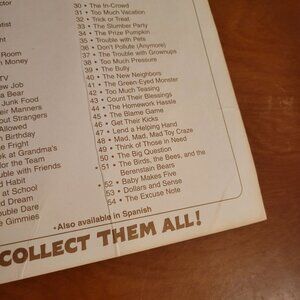 ctor
tist
Room
h Money
TV
ew Job
a Bear
Junk Food
eir Manners
out Strangers
Allowed
Birthday
e Fright
ek at Grandma's
for the Team
uble with Friends
d Habit
at School
d Dream
uble Dare
e Gimmies
30 • The In-Crowd
31 • Too Much Vacation
32 • Trick or Treat
33 • The Slumber Party
34 • The Prize Pumpkin
35 • Trouble with Pets
36 • Don't Pollute (Anymore)
37 • The Trouble with Grownups
38 • Too Much Pressure
39 • The Bully
40 • The New Neighbors
41 • The Green-Eyed Monster
42 • Too Much Teasing
43 • Count Their Blessings
44 • The Homework Hassle
45 • The Blame Game
46 • Get Their Kicks
47 • Lend a Helping Hand
48 • Mad, Mad, Mad Toy Craze
49 • Think of Those in Need
50 • The Big Question
• 51 • The Birds, the Bees, and the
Berenstain Bears
52 • Baby Makes Five
53 • Dollars and Sense
54 • The Excuse Note
•Also available in Spanish
COLLECT THEM ALL!